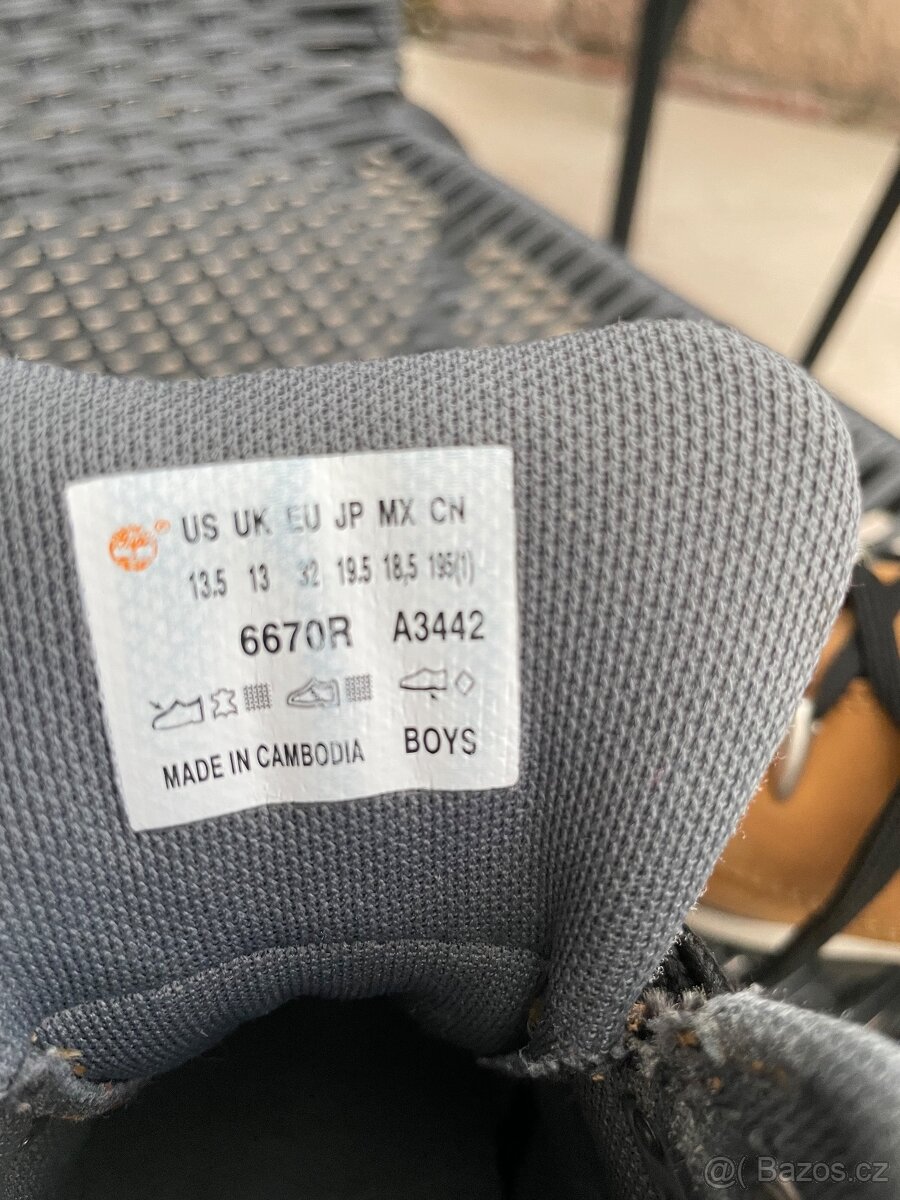 US UK EU JP MX CN
13.5 13 32 19.5 18,5 195(1)
6670R A3442
MADE IN CAMBODIA BOYS
@( Bazos.cz